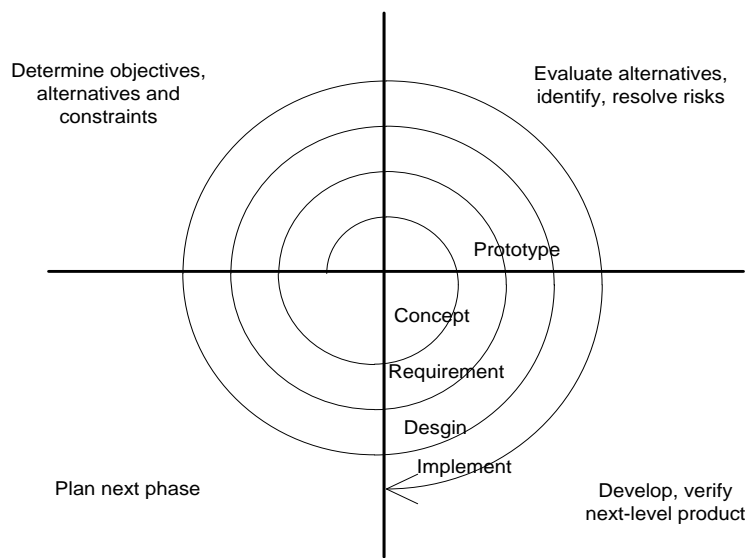 Determine objectives,
alternatives and
constraints
Evaluate alternatives,
identify, resolve risks
Prototype
Concept
Requirement
Desgin
Implement
Plan next phase
Develop, verify
next-level product